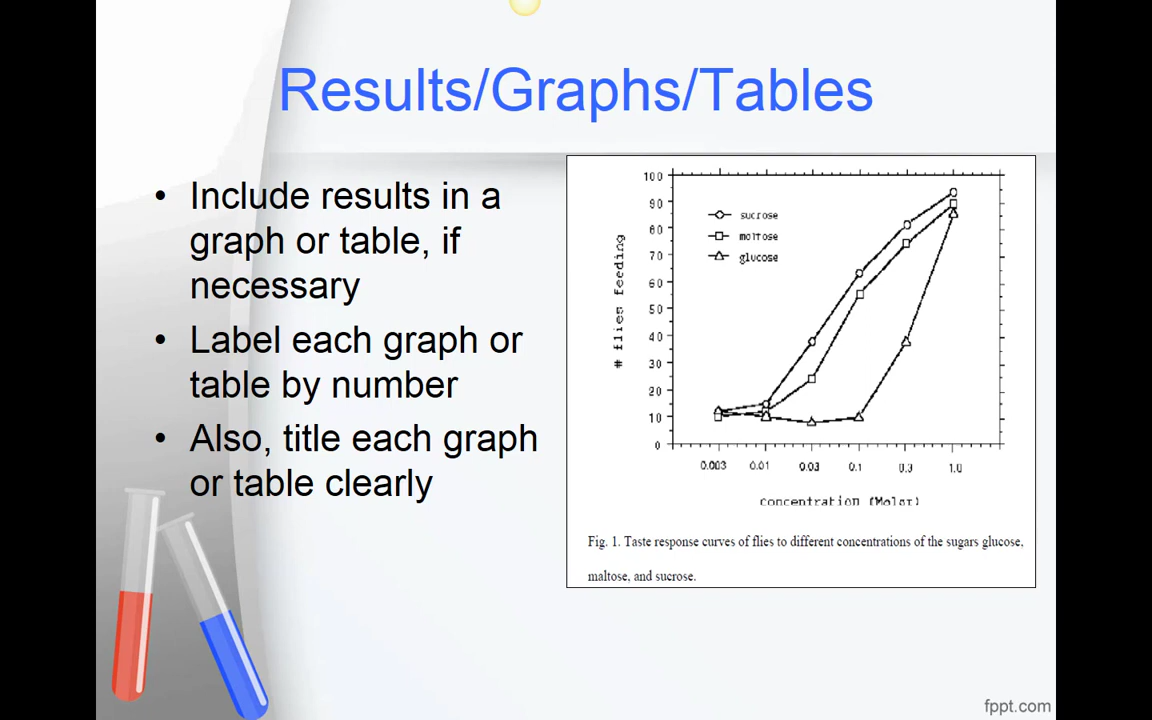 Results/Graphs/Tables
• Include results in a
graph or table, if
necessary
• Label each graph or
table by number
• Also, title each graph
or table clearly
100
90
80
70
60
50
40
30
20
10
0
# flies feeding
sucrose
maltose
glucose
0.003 0.01 0.03 0.1 0.3 1.0
concentration (Molar)
Fig. 1. Taste response curves of flies to different concentrations of the sugars glucose,
maltose, and sucrose.
fppt.com